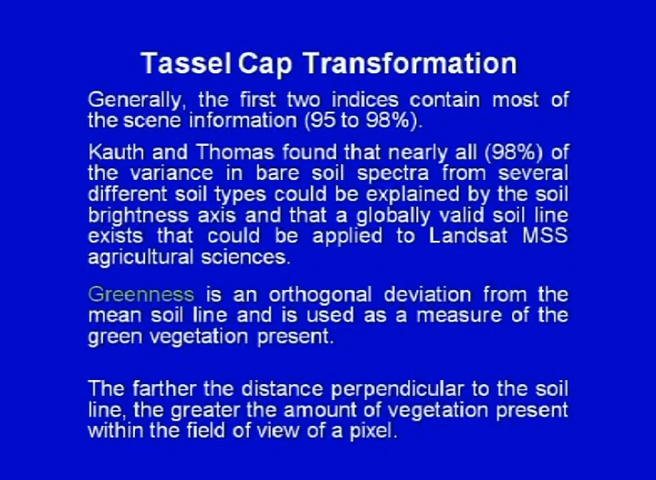 Tassel Cap Transformation
Generally, the first two indices contain most of
the scene information (95 to 98%).
Kauth and Thomas found that nearly all (98%) of
the variance in bare soil spectra from several
different soil types could be explained by the soil
brightness axis and that a globally valid soil line
exists that could be applied to Landsat MSS
agricultural sciences.
Greenness is an orthogonal deviation from the
mean soil line and is used as a measure of the
green vegetation present.
The farther the distance perpendicular to the soil
line, the greater the amount of vegetation present
within the field of view of a pixel.